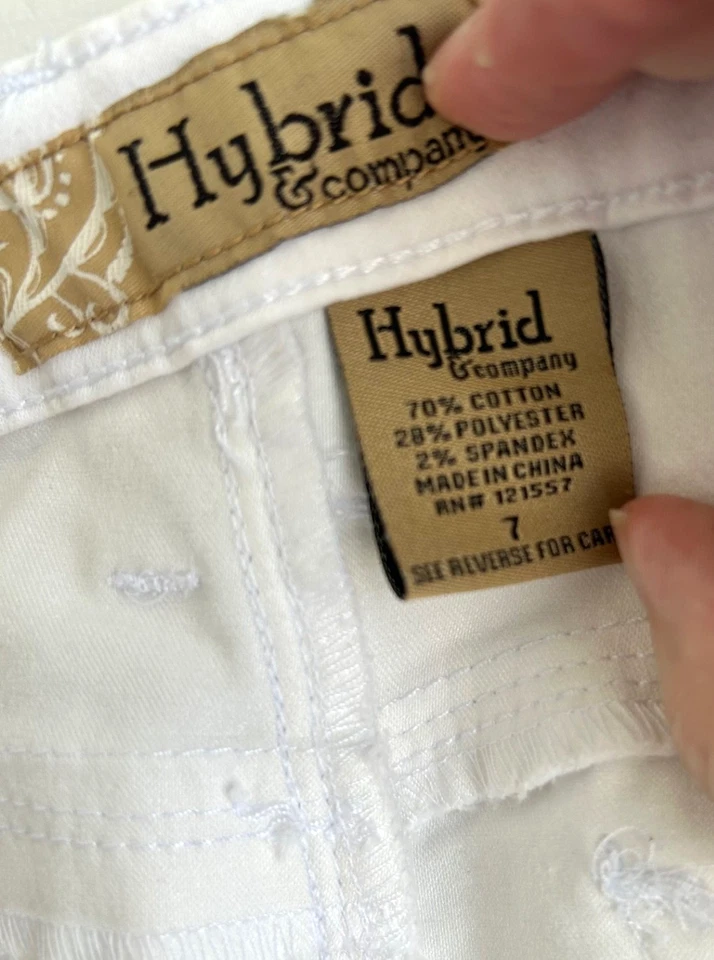 Hybrid
& company
Hybrid
& company
70% COTTON
28% POLYESTER
2% SPANDEX
MADE IN CHINA
RN# 121557
7
SEE REVERSE FOR CAR